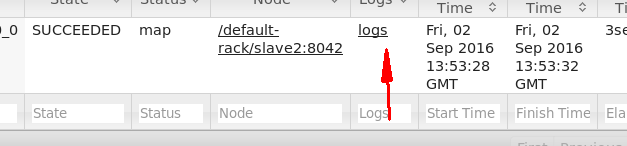 State Status Node Logs Time Time
0_0 SUCCEEDED map /default- logs Fri, 02 Fri, 02 3se
rack/slave2:8042 Sep 2016 Sep 2016
13:53:28 13:53:32
GMT GMT
State Status Node Logs Start Time Finish Time Ela
First Previous